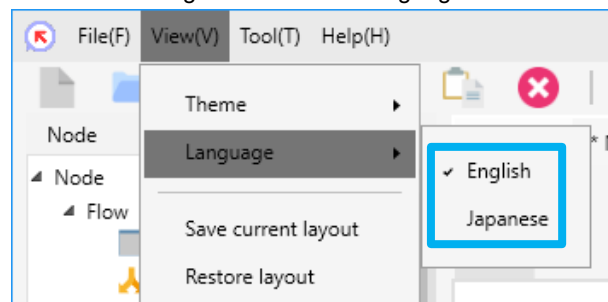 File(F) View(V) Tool(T) Help(H)
Theme
Node
Language
Node
✓ English
Flow
Japanese
Save current layout
Restore layout